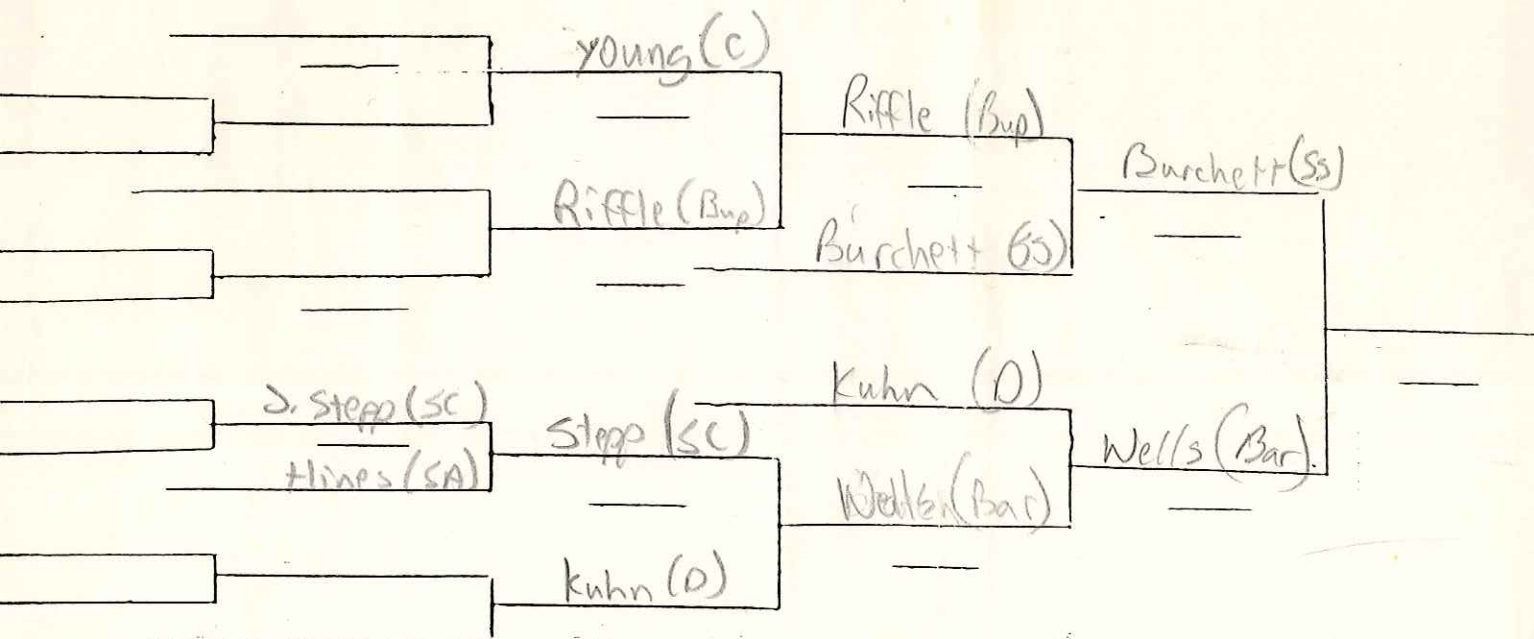 Young (C)
Riffle (Bup)
Burchett (SS)
Riffle (Bup)
Burchett (SS)
Kuhn (D)
J. Stepp (SC)
Stepp (SC)
Wells (Bar).
Hines (SA)
(Bar)
Kuhn (D)